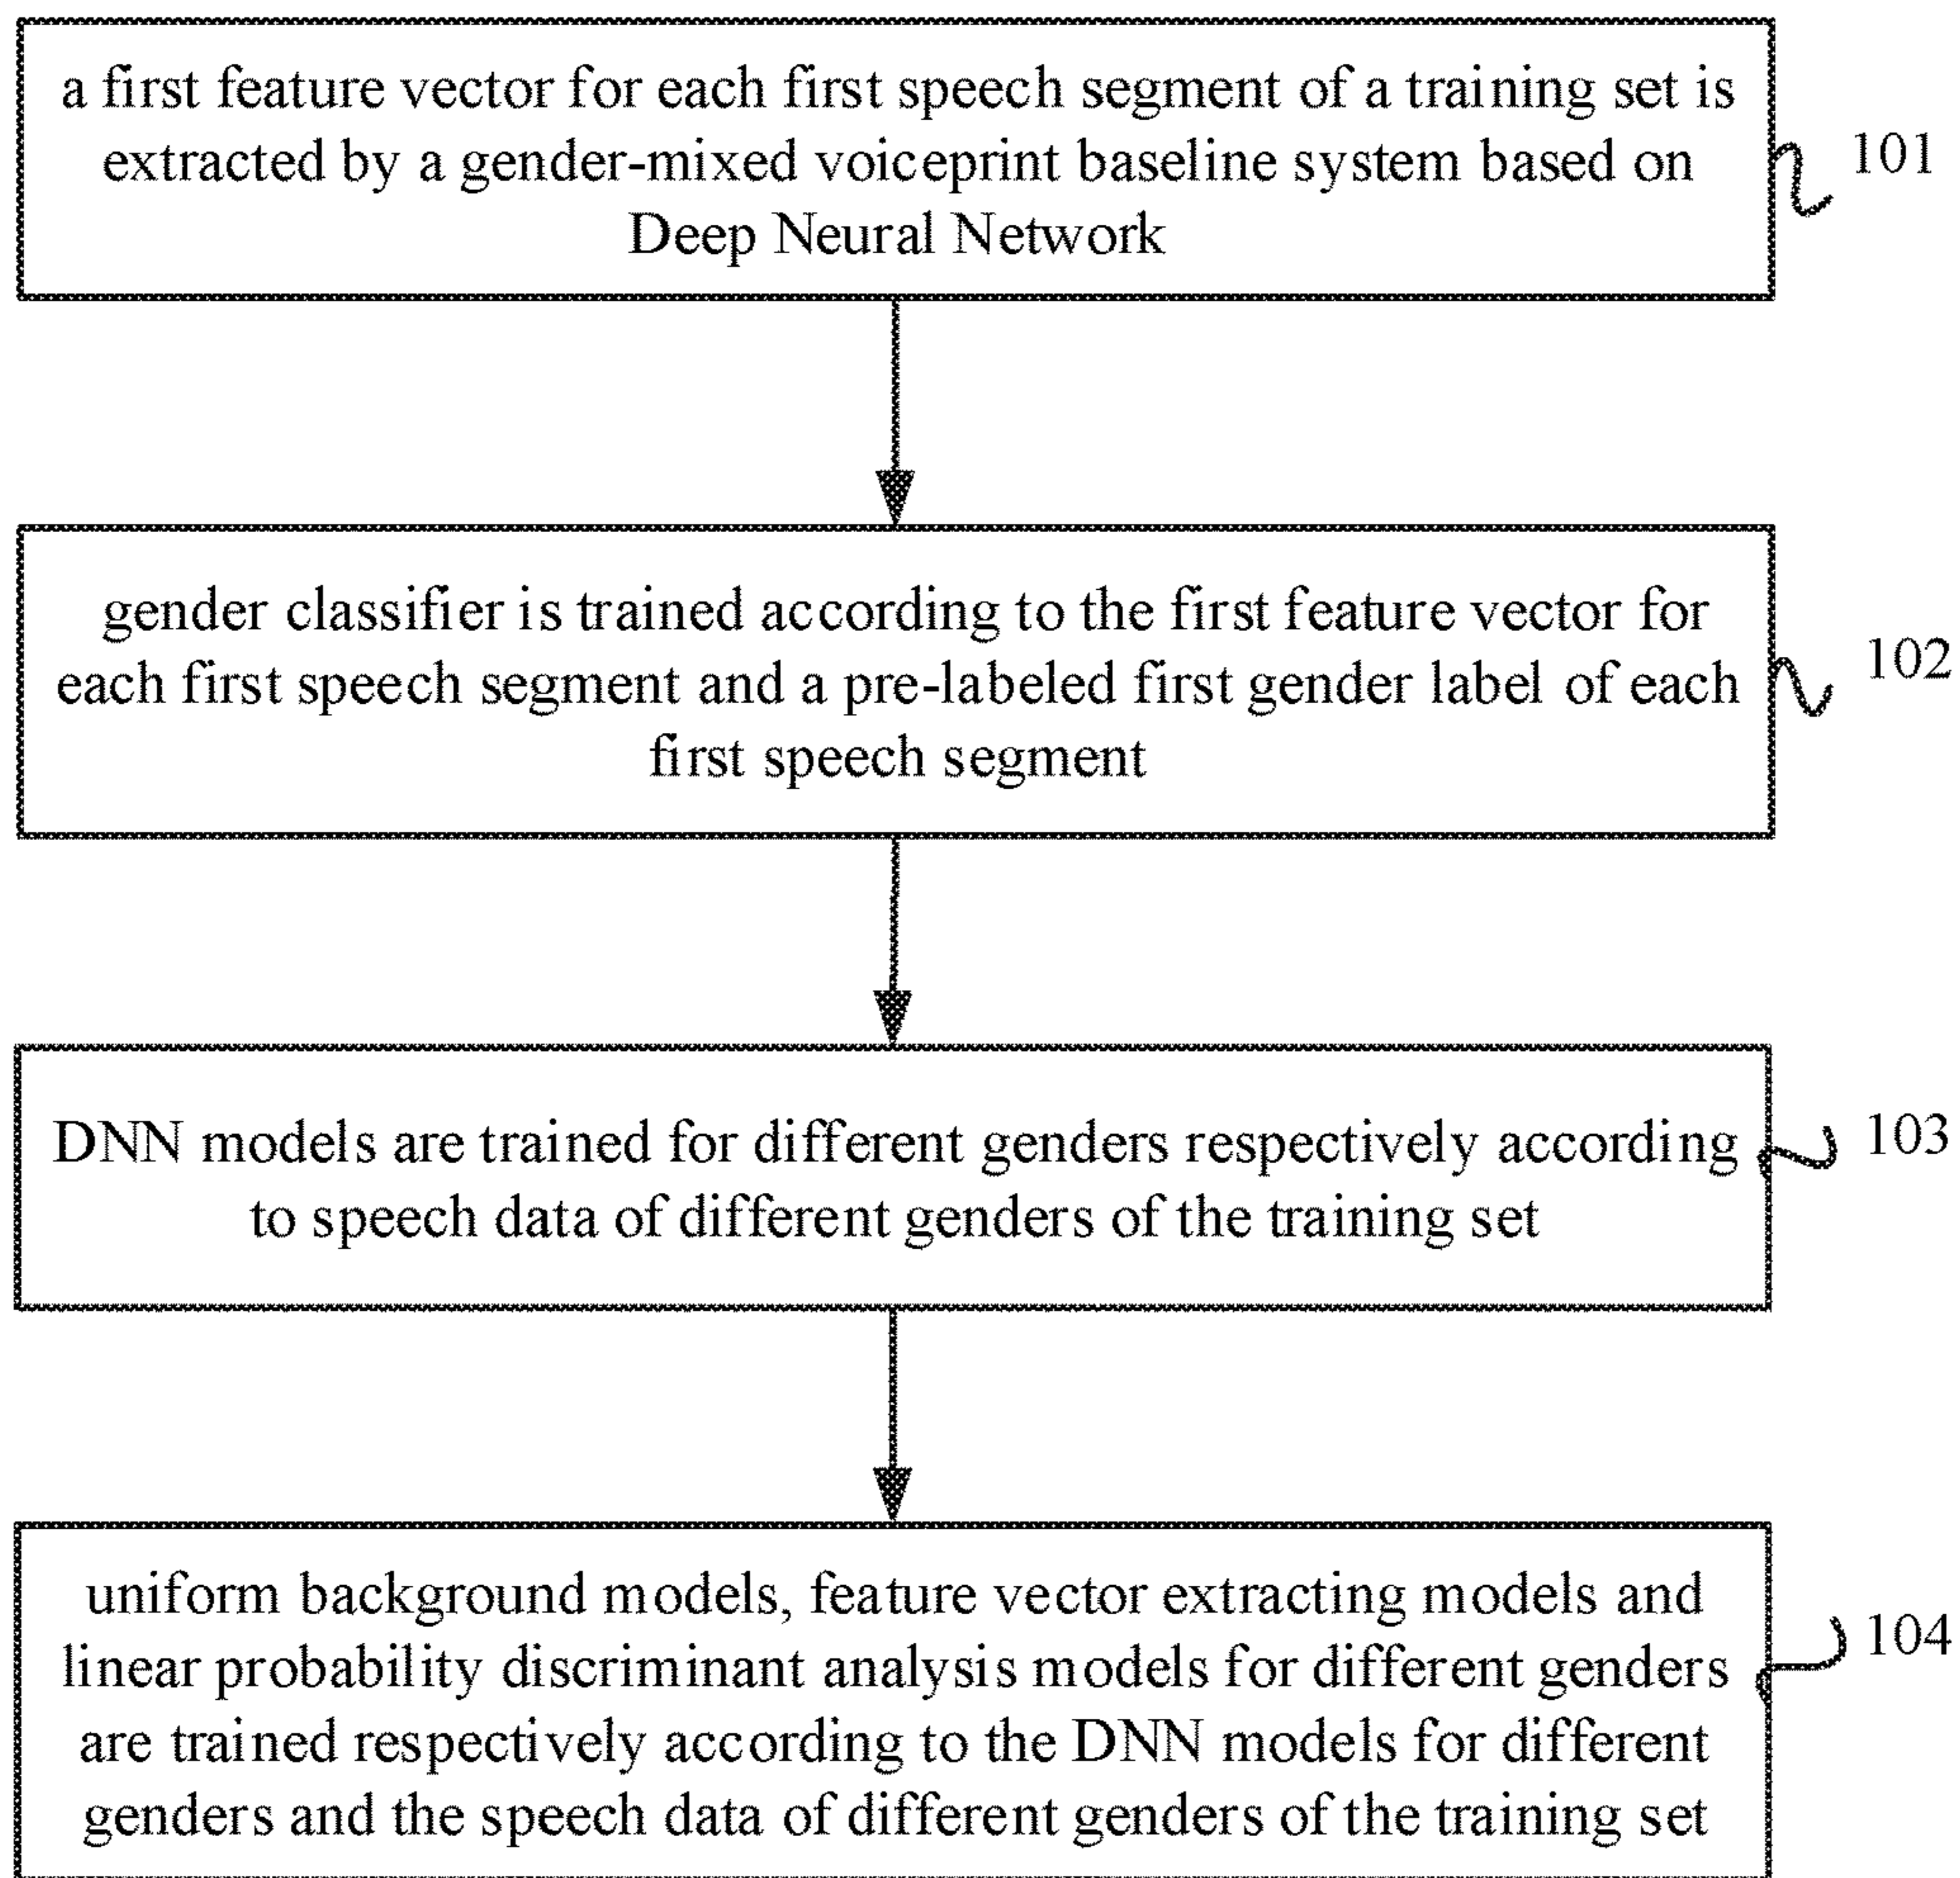 a first feature vector for each first speech segment of a training set is
extracted by a gender-mixed voiceprint baseline system based on
Deep Neural Network
101
gender classifier is trained according to the first feature vector for
each first speech segment and a pre-labeled first gender label of each
first speech segment
102
DNN models are trained for different genders respectively according
to speech data of different genders of the training set
103
uniform background models, feature vector extracting models and
linear probability discriminant analysis models for different genders
are trained respectively according to the DNN models for different
genders and the speech data of different genders of the training set
104